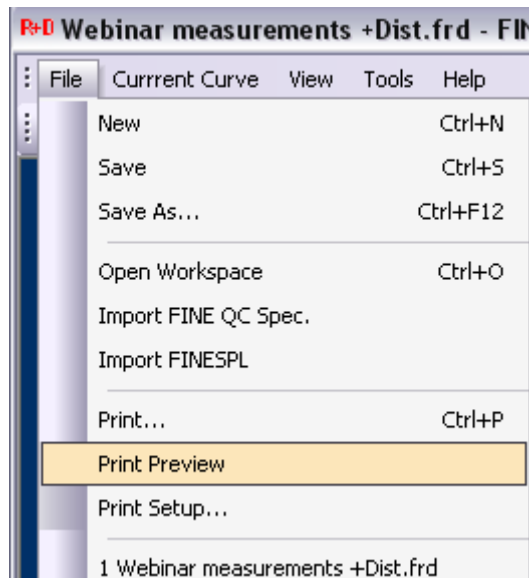 R+D Webinar measurements +Dist.frd - FIN
File Currrent Curve View Tools Help
New Ctrl+N
Save Ctrl+S
Save As... Ctrl+F12
Open Workspace Ctrl+O
Import FINE QC Spec.
Import FINESPL
Print... Ctrl+P
Print Preview
Print Setup...
1 Webinar measurements +Dist.frd